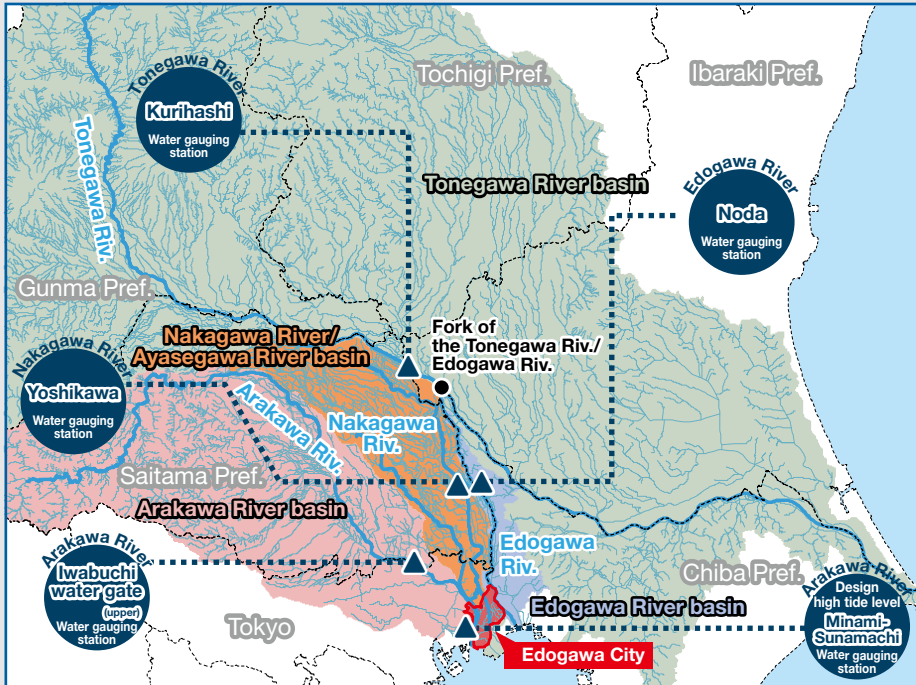 Tonegawa River
Kurihashi
Water gauging
station
Tonegawa Riv.
Tochigi Pref.
Ibaraki Pref.
Tonegawa River basin
Edogawa River
Noda
Water gauging
station
Gunma Pref.
Nakagawa River/
Ayasegawa River basin
Fork of
the Tonegawa Riv./
Edogawa Riv.
Nakagawa River
Yoshikawa
Water gauging
station
Arakawa Riv.
Nakagawa
Riv.
Saitama Pref.
Arakawa River basin
Arakawa River
Iwabuchi
water gate
(upper)
Water gauging
station
Edogawa
Riv.
Chiba Pref.
Edogawa River basin
Tokyo
Edogawa City
Arakawa River
Design
high tide level
Minami-
Sunamachi
Water gauging
station